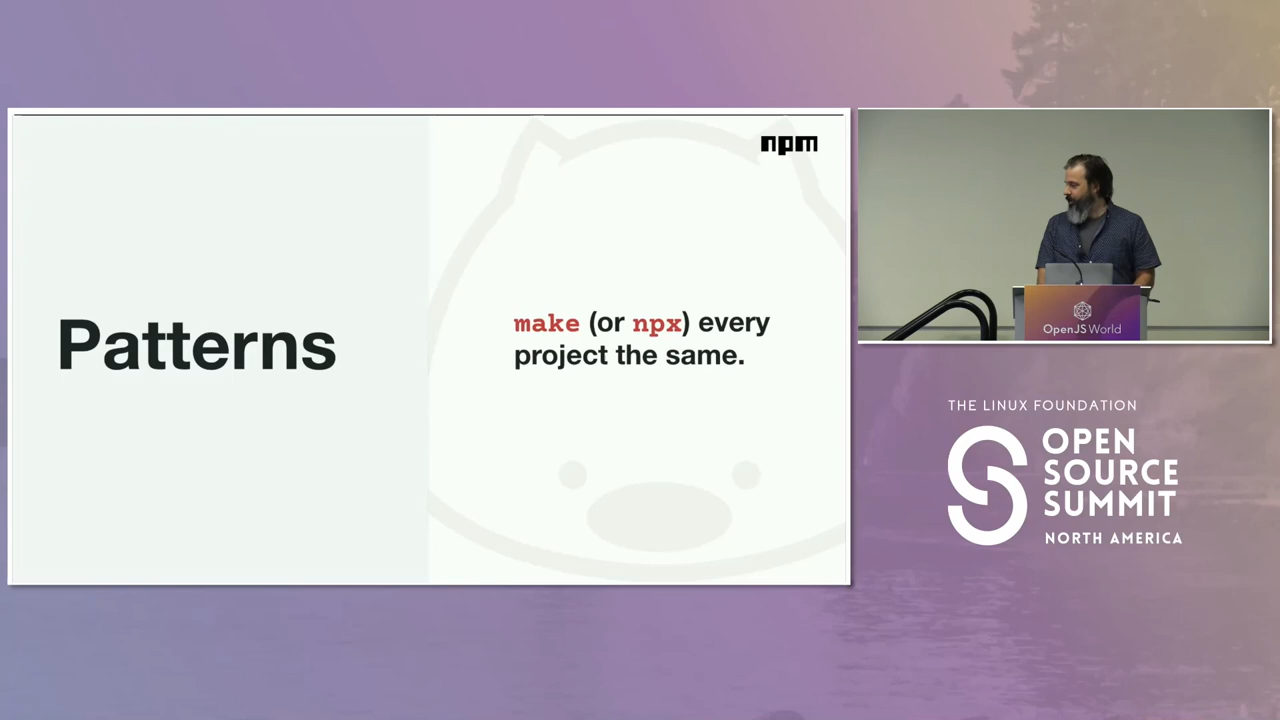 npm
Patterns
make (or npx) every
project the same.
OpenJS World
THE LINUX FOUNDATION
OPEN
SOURCE
SUMMIT
NORTH AMERICA